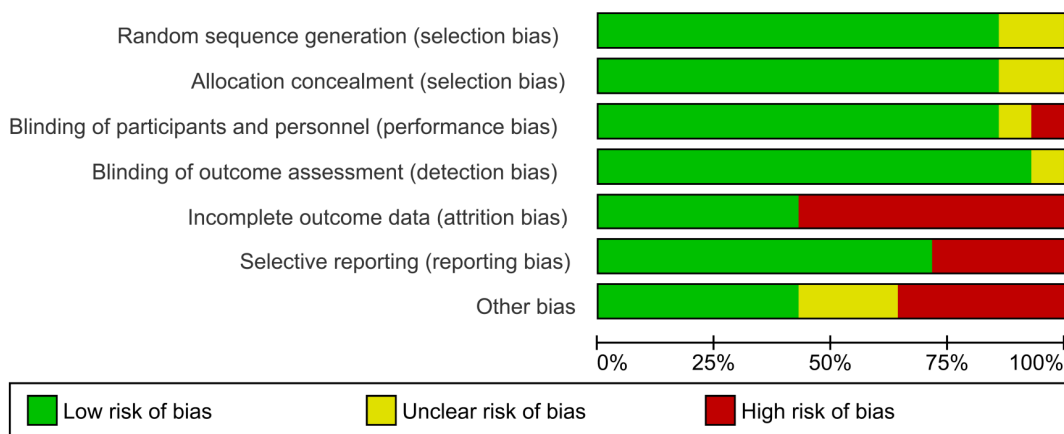 Random sequence generation (selection bias)
Allocation concealment (selection bias)
Blinding of participants and personnel (performance bias)
Blinding of outcome assessment (detection bias)
Incomplete outcome data (attrition bias)
Selective reporting (reporting bias)
Other bias
0% 25% 50% 75% 100%
Low risk of bias Unclear risk of bias High risk of bias